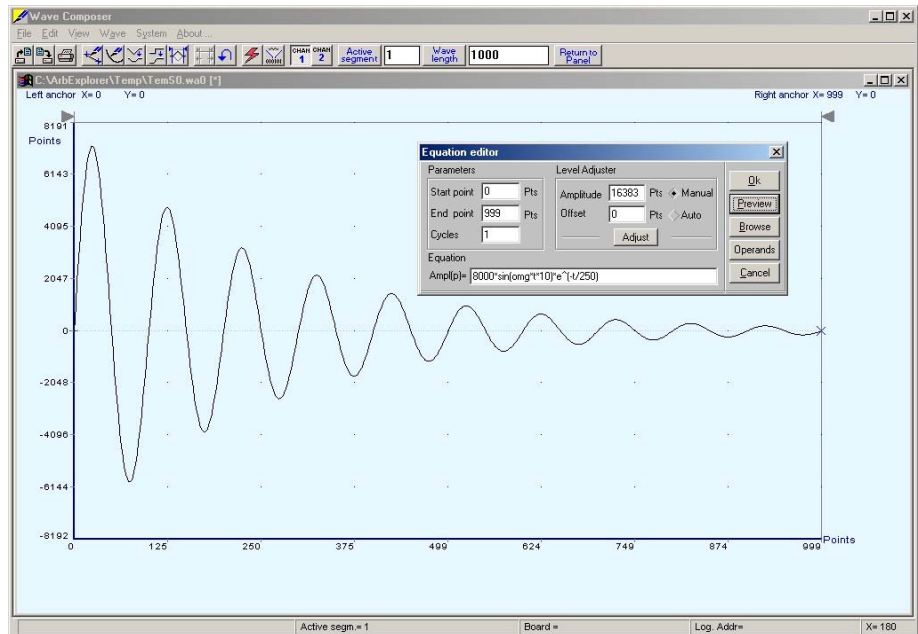 Wave Composer
File Edit View Wave System About...
CHAN 1 CHAN 2 Active segment 1 Wave length 1000 Return to Panel
C:\ArbExplorer\Temp\Tem50.wa0 [*]
Left anchor X= 0 Y= 0 Right anchor X= 999 Y= 0
8191
Points
6143
4095
2047
0
-2048
-4096
-6144
-8192
0 125 250 375 499 624 749 874 999 Points
Equation editor
Parameters Level Adjuster
Start point 0 Pts Amplitude 16383 Pts Manual Ok
End point 999 Pts Offset 0 Pts Auto Preview
Cycles 1 Adjust Browse
Operands
Equation
Ampl(p)= 8000*sin(omg*t*10)*e^(-t/250) Cancel
Active segm.= 1 Board = Log. Addr= X= 180